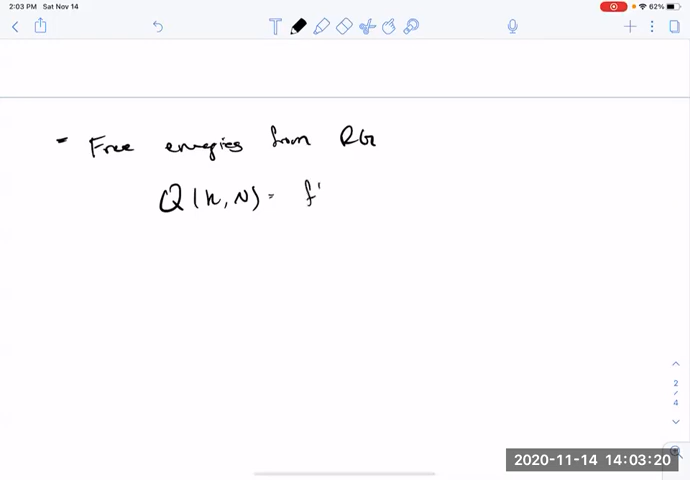 2:03 PM Sat Nov 14
62%
T
- Free energies from RG
Q(K, N) = f'
2
/
4
2020-11-14 14:03:20